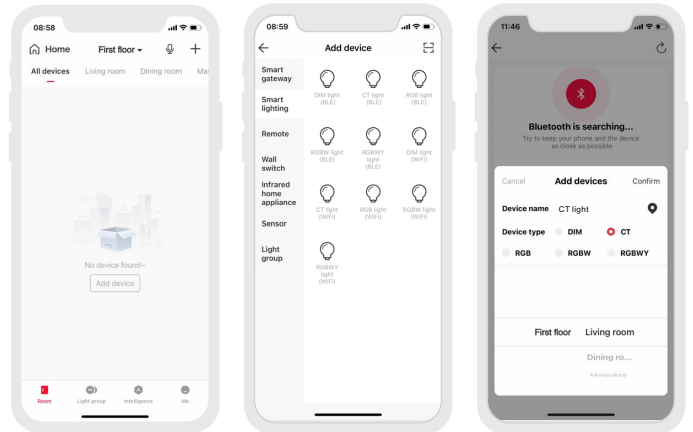 08:58
Home
First floor
All devices Living room Dining room Ma
No device found~
Add device
Room Light group Intelligence Me
08:59
Add device
Smart
gateway
Smart
lighting
Remote
Wall
switch
Infrared
home
appliance
Sensor
Light
group
DIM light
(BLE)
CT light
(BLE)
RGB light
(BLE)
RGBW light
(BLE)
RGBWY
light
(BLE)
DIM light
(WiFi)
CT light
(WiFi)
RGB light
(WiFi)
RGBW light
(WiFi)
RGBWY
light
(WiFi)
11:46
Bluetooth is searching...
Try to keep your phone and the device
as close as possible
Cancel Add devices Confirm
Device name CT light
Device type DIM CT
RGB RGBW RGBWY
First floor Living room
Dining ro...